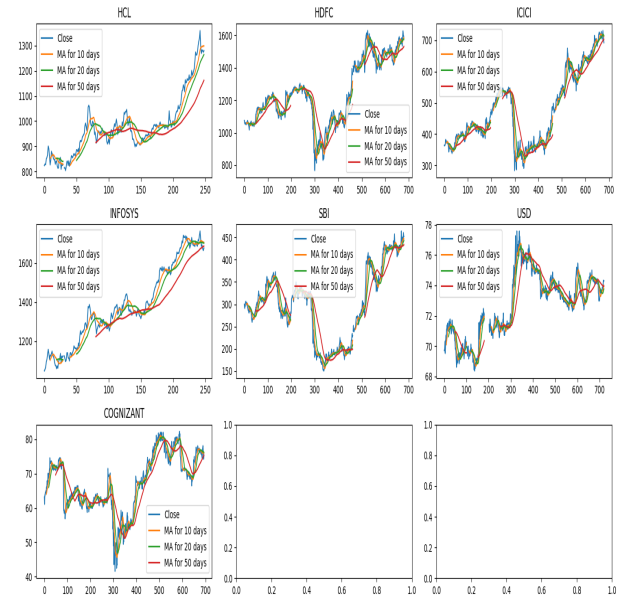 HCL
HDFC
ICICI
1300
1200
1100
1000
900
800
Close
MA for 10 days
MA for 20 days
MA for 50 days
0 50 100 150 200 250
1600
1400
1200
1000
800
Close
MA for 10 days
MA for 20 days
MA for 50 days
0 100 200 300 400 500 600 700
700
600
500
400
300
Close
MA for 10 days
MA for 20 days
MA for 50 days
0 100 200 300 400 500 600 700
INFOSYS
SBI
USD
1600
1400
1200
Close
MA for 10 days
MA for 20 days
MA for 50 days
0 50 100 150 200 250
450
400
350
300
250
200
150
Close
MA for 10 days
MA for 20 days
MA for 50 days
0 100 200 300 400 500 600 700
78
76
74
72
70
68
Close
MA for 10 days
MA for 20 days
MA for 50 days
0 100 200 300 400 500 600 700
COGNIZANT
80
70
60
50
40
Close
MA for 10 days
MA for 20 days
MA for 50 days
0 100 200 300 400 500 600 700
1.0
0.8
0.6
0.4
0.2
0.0
0.0 0.2 0.4 0.6 0.8 1.0
1.0
0.8
0.6
0.4
0.2
0.0
0.0 0.2 0.4 0.6 0.8 1.0